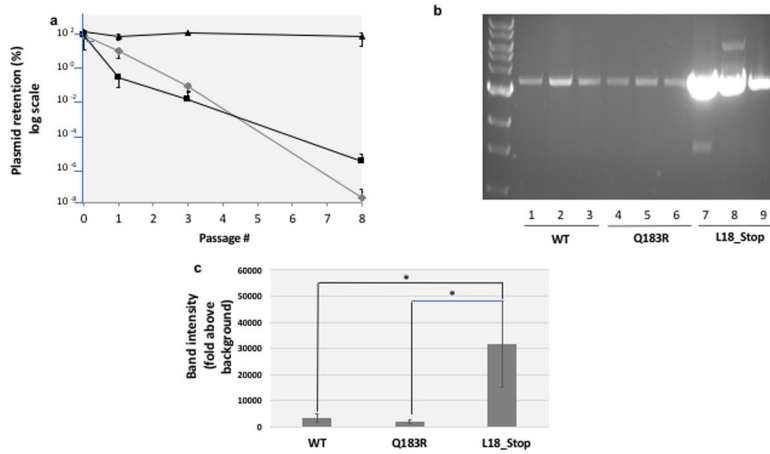 a
Plasmid retention (%)
log scale
10 2
10 0
10 -2
10 -4
10 -6
10 -8
0 1 2 3 4 5 6 7 8
Passage #
b
1 2 3 4 5 6 7 8 9
WT Q183R L18_Stop
c
Band intensity
(fold above
background)
60000
50000
40000
30000
20000
10000
0
* *
WT Q183R L18_Stop